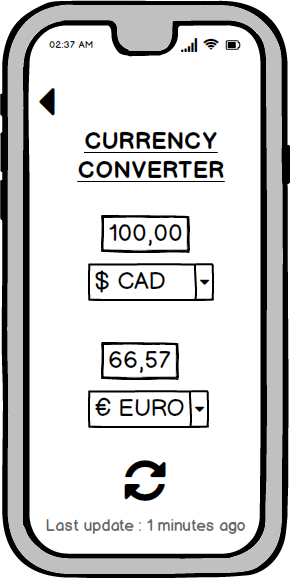 02:37 AM
CURRENCY
CONVERTER
100,00
$ CAD
66,57
€ EURO
Last update : 1 minutes ago